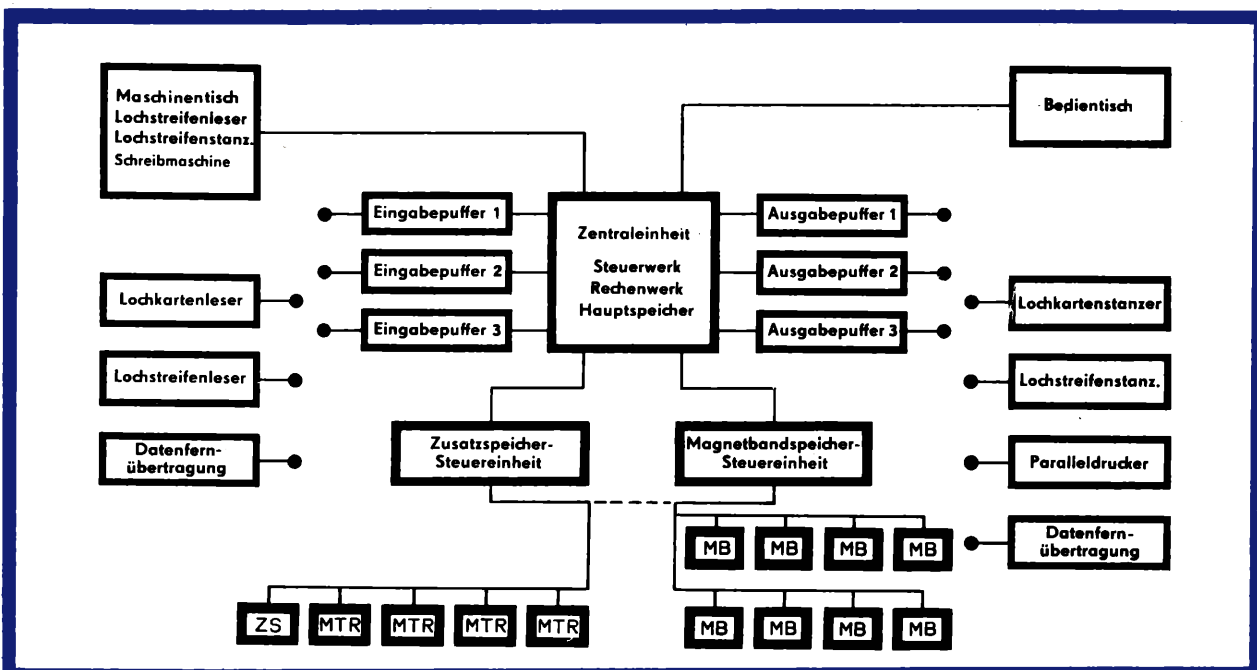 Maschinentisch
Lochstreifenleser
Lochstreifenstanz.
Schreibmaschine
Bedientisch
Eingabepuffer 1
Eingabepuffer 2
Eingabepuffer 3
Zentraleinheit
Steuerwerk
Rechenwerk
Hauptspeicher
Ausgabepuffer 1
Ausgabepuffer 2
Ausgabepuffer 3
Lochkartenleser
Lochstreifenleser
Datenfern-
übertragung
Lochkartenstanzer
Lochstreifenstanz.
Paralleldrucker
Datenfern-
übertragung
Zusatzspeicher-
Steuereinheit
Magnetbandspeicher-
Steuereinheit
MB MB MB MB
ZS MTR MTR MTR MTR
MB MB MB MB